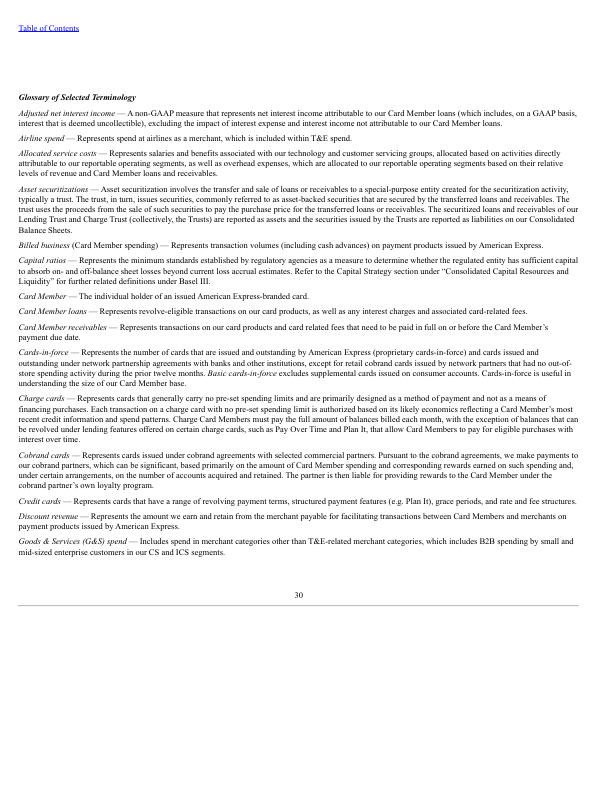 Table of Contents
Glossary of Selected Terminology
Adjusted net interest income — A non-GAAP measure that represents net interest income attributable to our Card Member loans (which includes, on a GAAP basis,
interest that is deemed uncollectible), excluding the impact of interest expense and interest income not attributable to our Card Member loans.
Airline spend — Represents spend at airlines as a merchant, which is included within T&E spend.
Allocated service costs — Represents salaries and benefits associated with our technology and customer servicing groups, allocated based on activities directly
attributable to our reportable operating segments, as well as overhead expenses, which are allocated to our reportable operating segments based on their relative
levels of revenue and Card Member loans and receivables.
Asset securitizations — Asset securitization involves the transfer and sale of loans or receivables to a special-purpose entity created for the securitization activity,
typically a trust. The trust, in turn, issues securities, commonly referred to as asset-backed securities that are secured by the transferred loans and receivables. The
trust uses the proceeds from the sale of such securities to pay the purchase price for the transferred loans or receivables. The securitized loans and receivables of our
Lending Trust and Charge Trust (collectively, the Trusts) are reported as assets and the securities issued by the Trusts are reported as liabilities on our Consolidated
Balance Sheets.
Billed business (Card Member spending) — Represents transaction volumes (including cash advances) on payment products issued by American Express.
Capital ratios — Represents the minimum standards established by regulatory agencies as a measure to determine whether the regulated entity has sufficient capital
to absorb on- and off-balance sheet losses beyond current loss accrual estimates. Refer to the Capital Strategy section under “Consolidated Capital Resources and
Liquidity” for further related definitions under Basel III.
Card Member — The individual holder of an issued American Express-branded card.
Card Member loans — Represents revolve-eligible transactions on our card products, as well as any interest charges and associated card-related fees.
Card Member receivables — Represents transactions on our card products and card related fees that need to be paid in full on or before the Card Member’s
payment due date.
Cards-in-force — Represents the number of cards that are issued and outstanding by American Express (proprietary cards-in-force) and cards issued and
outstanding under network partnership agreements with banks and other institutions, except for retail cobrand cards issued by network partners that had no out-of-
store spending activity during the prior twelve months. Basic cards-in-force excludes supplemental cards issued on consumer accounts. Cards-in-force is useful in
understanding the size of our Card Member base.
Charge cards — Represents cards that generally carry no pre-set spending limits and are primarily designed as a method of payment and not as a means of
financing purchases. Each transaction on a charge card with no pre-set spending limit is authorized based on its likely economics reflecting a Card Member’s most
recent credit information and spend patterns. Charge Card Members must pay the full amount of balances billed each month, with the exception of balances that can
be revolved under lending features offered on certain charge cards, such as Pay Over Time and Plan It, that allow Card Members to pay for eligible purchases with
interest over time.
Cobrand cards — Represents cards issued under cobrand agreements with selected commercial partners. Pursuant to the cobrand agreements, we make payments to
our cobrand partners, which can be significant, based primarily on the amount of Card Member spending and corresponding rewards earned on such spending and,
under certain arrangements, on the number of accounts acquired and retained. The partner is then liable for providing rewards to the Card Member under the
cobrand partner’s own loyalty program.
Credit cards — Represents cards that have a range of revolving payment terms, structured payment features (e.g. Plan It), grace periods, and rate and fee structures.
Discount revenue — Represents the amount we earn and retain from the merchant payable for facilitating transactions between Card Members and merchants on
payment products issued by American Express.
Goods & Services (G&S) spend — Includes spend in merchant categories other than T&E-related merchant categories, which includes B2B spending by small and
mid-sized enterprise customers in our CS and ICS segments.
30